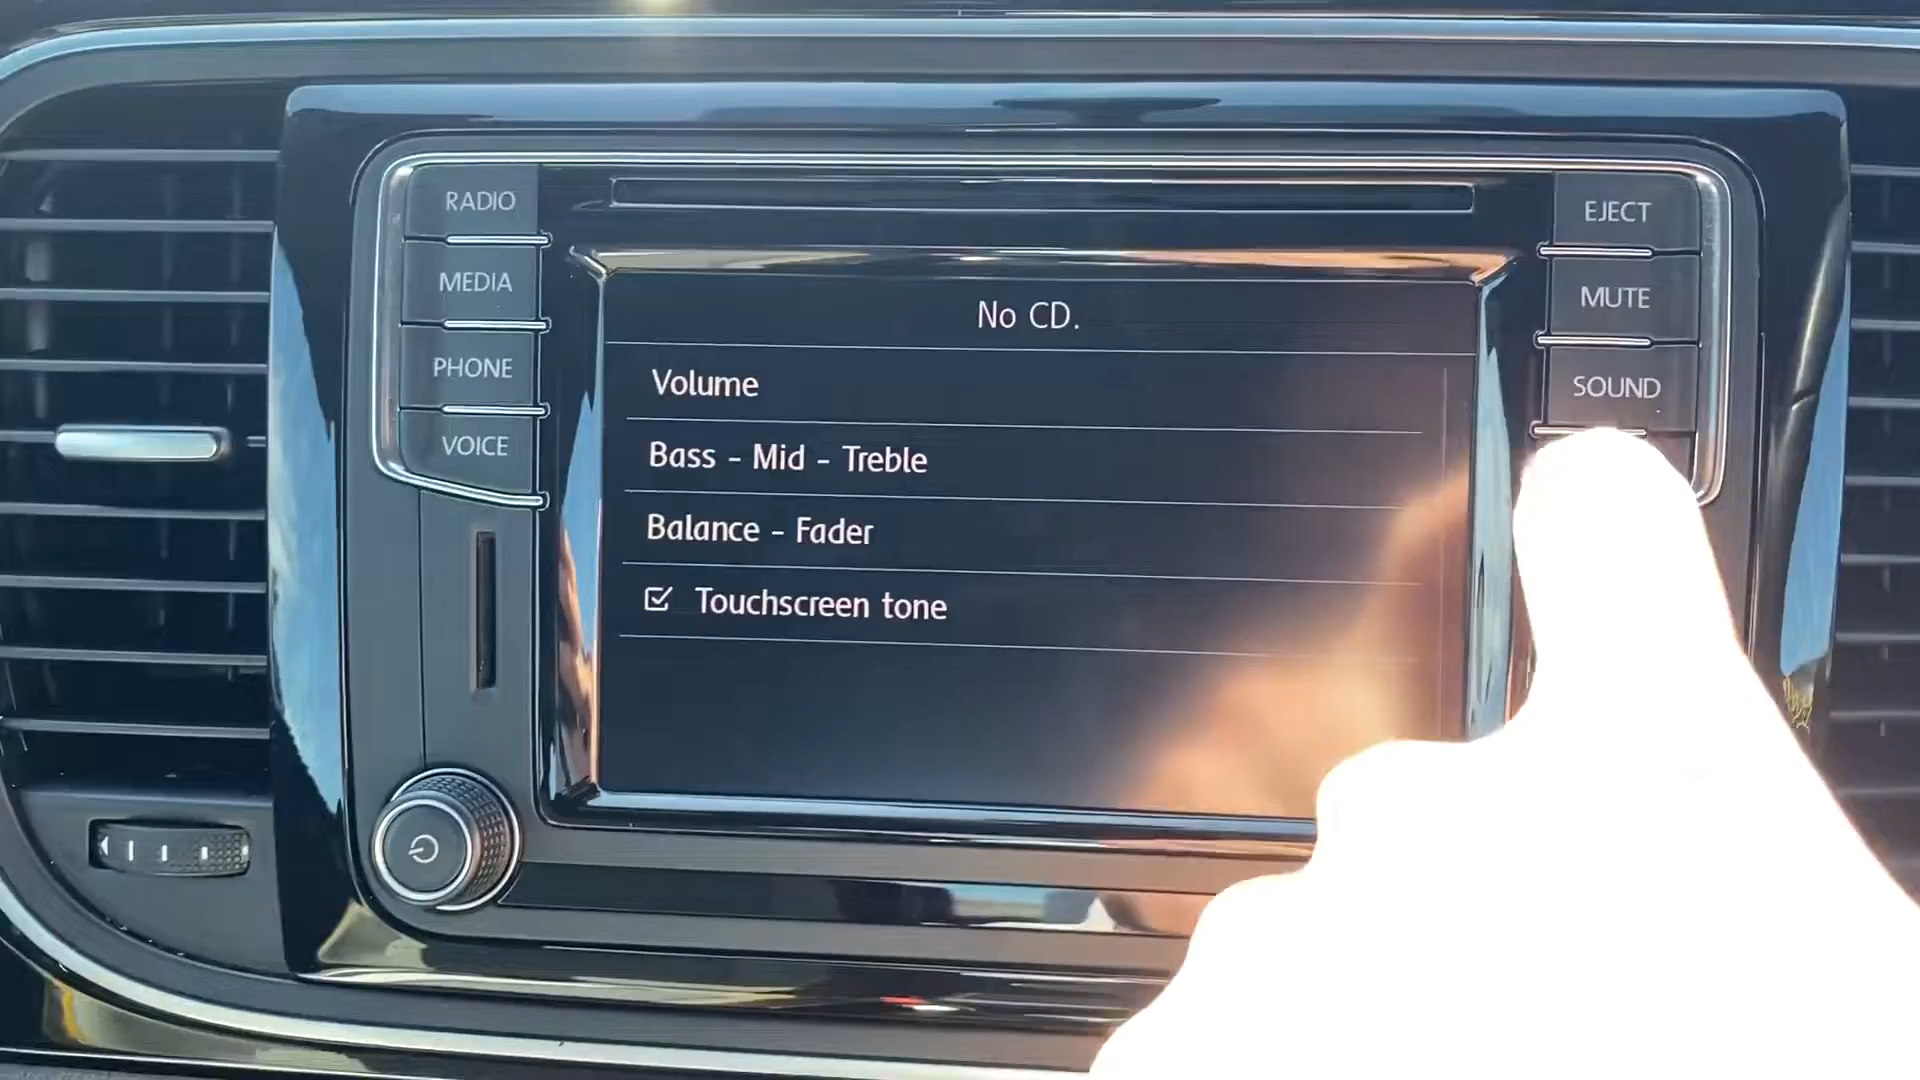 RADIO
MEDIA
PHONE
VOICE
No CD.
Volume
Bass - Mid - Treble
Balance - Fader
Touchscreen tone
EJECT
MUTE
SOUND